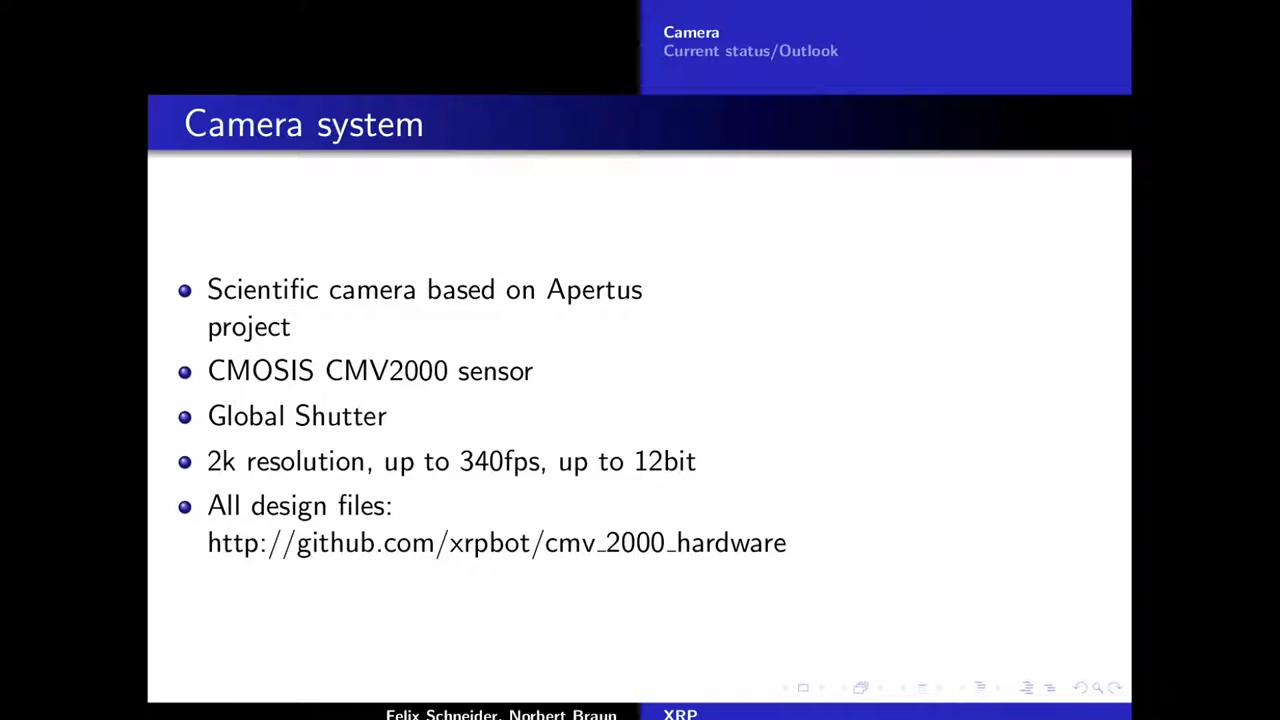 Camera
Current status/Outlook
Camera system
Scientific camera based on Apertus
project
CMOSIS CMV2000 sensor
Global Shutter
2k resolution, up to 340fps, up to 12bit
All design files:
http://github.com/xrpbot/cmv_2000_hardware
Felix Schneider, Norbert Braun
XRP